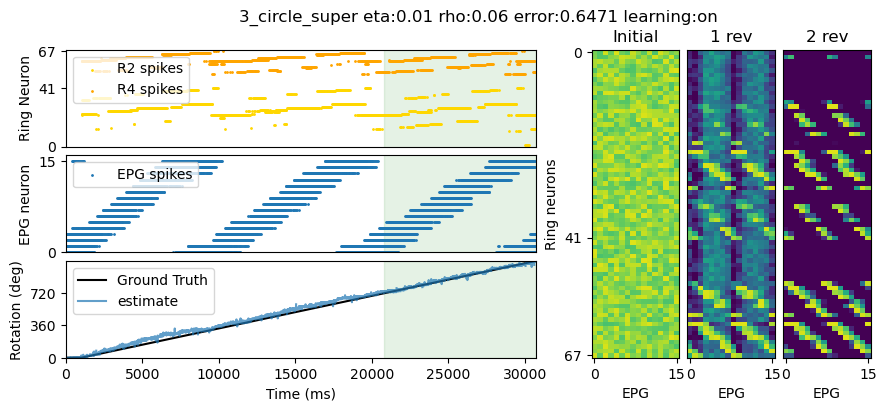 3_circle_super eta:0.01 rho:0.06 error:0.6471 learning:on
Ring Neuron
67
41
0
R2 spikes
R4 spikes
EPG neuron
15
0
EPG spikes
Rotation (deg)
720
360
0
Ground Truth
estimate
0 5000 10000 15000 20000 25000 30000
Time (ms)
Initial 1 rev 2 rev
Ring neurons
0
41
67
0 15 0 15 0 15
EPG EPG EPG